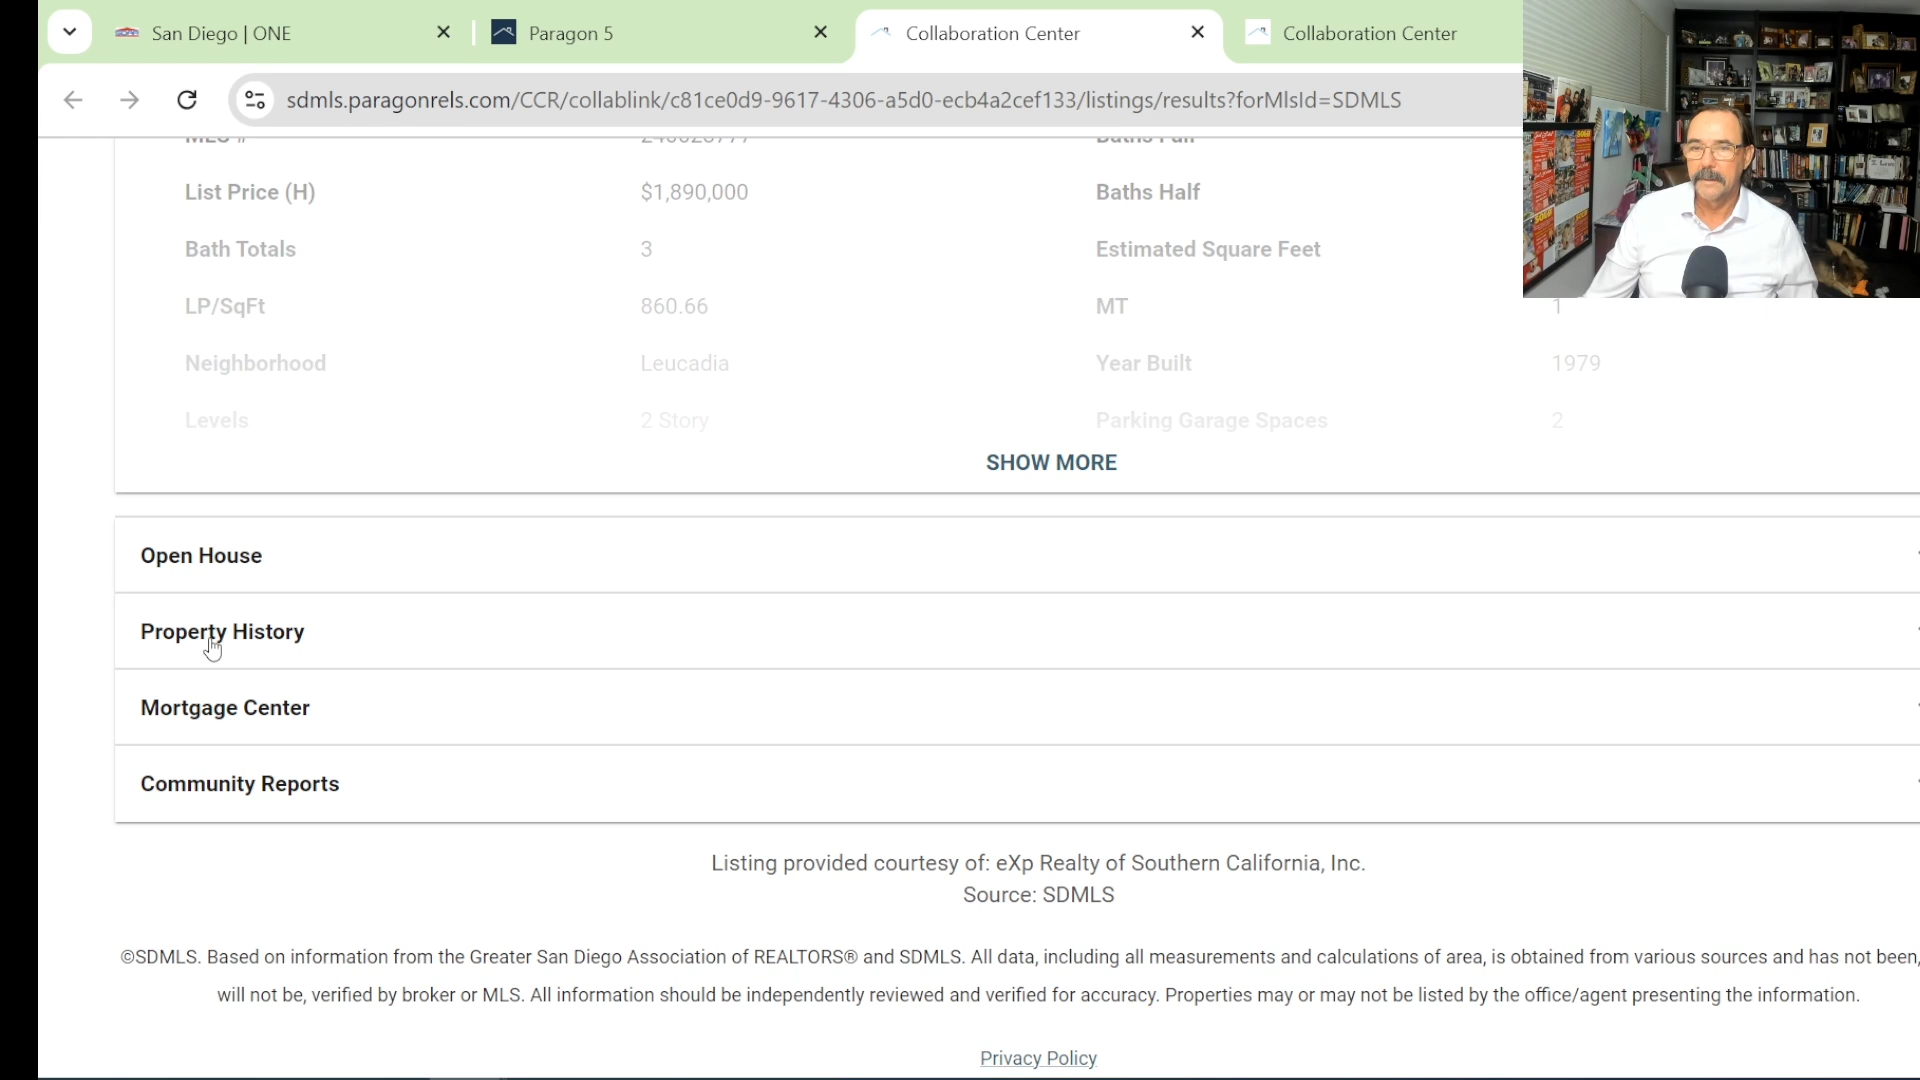 San Diego | ONE
Paragon 5
Collaboration Center
Collaboration Center
sdmls.paragonrels.com/CCR/collablink/c81ce0d9-9617-4306-a5d0-ecb4a2cef133/listings/results?forMlsId=SDMLS
MLS #
Baths Full
List Price (H) $1,890,000 Baths Half
Bath Totals 3 Estimated Square Feet
LP/SqFt 860.66 MT 1
Neighborhood Leucadia Year Built 1979
Levels 2 Story Parking Garage Spaces 2
SHOW MORE
Open House
Property History
Mortgage Center
Community Reports
Listing provided courtesy of: eXp Realty of Southern California, Inc.
Source: SDMLS
©SDMLS. Based on information from the Greater San Diego Association of REALTORS® and SDMLS. All data, including all measurements and calculations of area, is obtained from various sources and has not been,
will not be, verified by broker or MLS. All information should be independently reviewed and verified for accuracy. Properties may or may not be listed by the office/agent presenting the information.
Privacy Policy